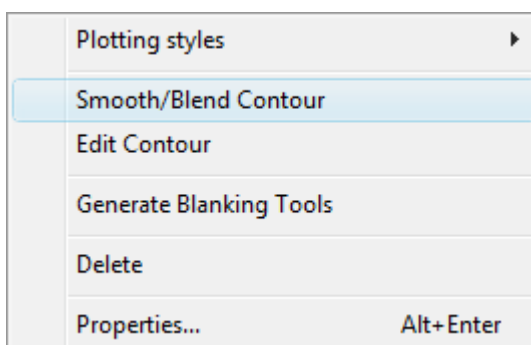 Plotting styles
Smooth/Blend Contour
Edit Contour
Generate Blanking Tools
Delete
Properties... Alt+Enter